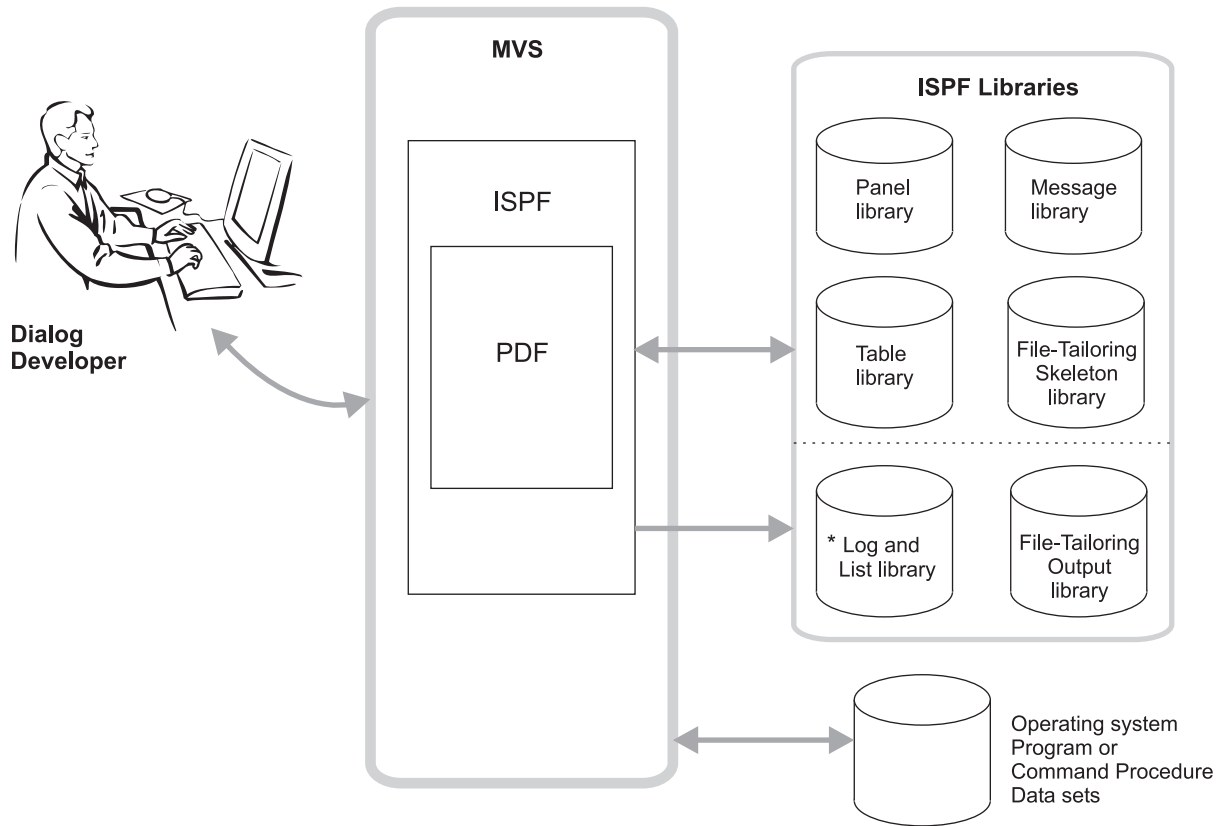 MVS
ISPF Libraries
Panel
library
Message
library
ISPF
Dialog
Developer
PDF
Table
library
File-Tailoring
Skeleton
library
* Log and
List library
File-Tailoring
Output
library
Operating system
Program or
Command Procedure
Data sets